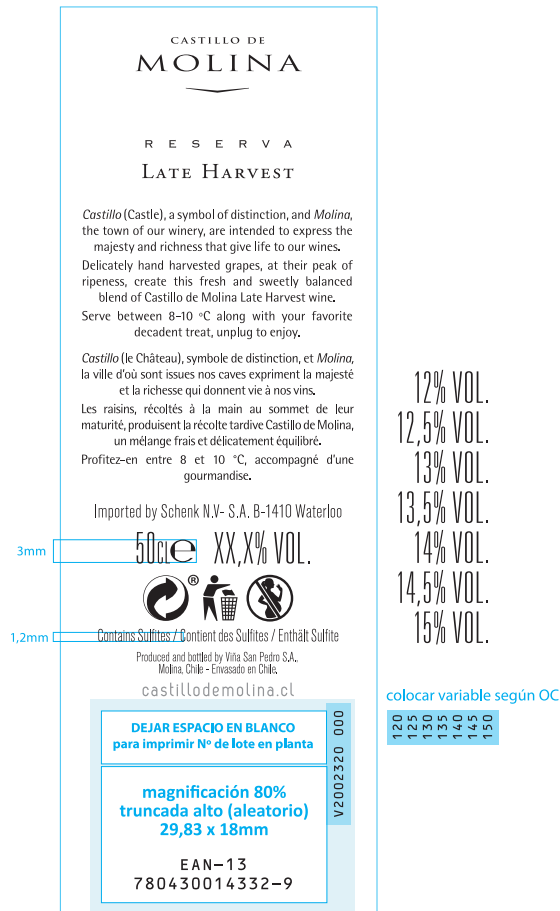 CASTILLO DE
MOLINA
RESERVA
LATE HARVEST
Castillo (Castle), a symbol of distinction, and Molina,
the town of our winery, are intended to express the
majesty and richness that give life to our wines.
Delicately hand harvested grapes, at their peak of
ripeness, create this fresh and sweetly balanced
blend of Castillo de Molina Late Harvest wine.
Serve between 8-10 °C along with your favorite
decadent treat, unplug to enjoy.
Castillo (le Château), symbole de distinction, et Molina,
la ville d'où sont issues nos caves expriment la majesté
et la richesse qui donnent vie à nos vins.
Les raisins, récoltés à la main au sommet de leur
maturité, produisent la récolte tardive Castillo de Molina,
un mélange frais et délicatement équilibré.
Profitez-en entre 8 et 10 °C, accompagné d'une
gourmandise.
Imported by Schenk N.V- S.A. B-1410 Waterloo
3mm
50CL℮ XX,X% VOL.
®
1,2mm
Contains Sulfites / Contient des Sulfites / Enthält Sulfite
Produced and bottled by Viña San Pedro S.A.,
Molina, Chile - Envasado en Chile.
castillodemolina.cl
DEJAR ESPACIO EN BLANCO
para imprimir Nº de lote en planta
V2002320 000
magnificación 80%
truncada alto (aleatorio)
29,83 x 18mm
EAN-13
780430014332-9
12% VOL.
12,5% VOL.
13% VOL.
13,5% VOL.
14% VOL.
14,5% VOL.
15% VOL.
colocar variable según OC
120
125
130
135
140
145
150